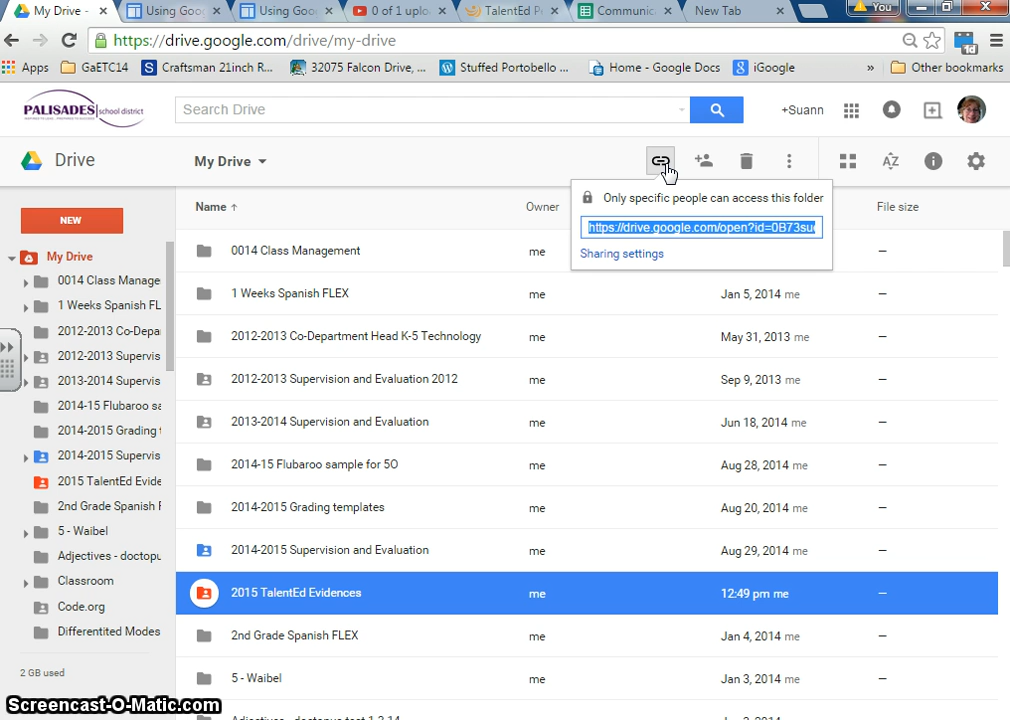 My Drive -
Using Goo
Using Goo
0 of 1 uplo
TalentEd P
Communic
New Tab
You
https://drive.google.com/drive/my-drive
Apps
GaETC14
Craftsman 21inch R...
32075 Falcon Drive, ...
Stuffed Portobello ...
Home - Google Docs
iGoogle
»
Other bookmarks
1d
PALISADES school district
Search Drive
+Suann
Drive
My Drive
AZ
Only specific people can access this folder
https://drive.google.com/open?id=0B73su
Sharing settings
NEW
My Drive
0014 Class Manage
1 Weeks Spanish FL
2012-2013 Co-Depar
2012-2013 Supervis
2013-2014 Supervis
2014-15 Flubaroo sa
2014-2015 Grading t
2014-2015 Supervis
2015 TalentEd Evide
2nd Grade Spanish F
5 - Waibel
Adjectives - doctopu
Classroom
Code.org
Differentited Modes
2 GB used
Name ↑ Owner File size
0014 Class Management me –
1 Weeks Spanish FLEX me Jan 5, 2014 me –
2012-2013 Co-Department Head K-5 Technology me May 31, 2013 me –
2012-2013 Supervision and Evaluation 2012 me Sep 9, 2013 me –
2013-2014 Supervision and Evaluation me Jun 18, 2014 me –
2014-15 Flubaroo sample for 5O me Aug 28, 2014 me –
2014-2015 Grading templates me Aug 20, 2014 me –
2014-2015 Supervision and Evaluation me Aug 29, 2014 me –
2015 TalentEd Evidences me 12:49 pm me –
2nd Grade Spanish FLEX me Jan 4, 2014 me –
5 - Waibel me Jan 3, 2014 me –
Screencast-O-Matic.com